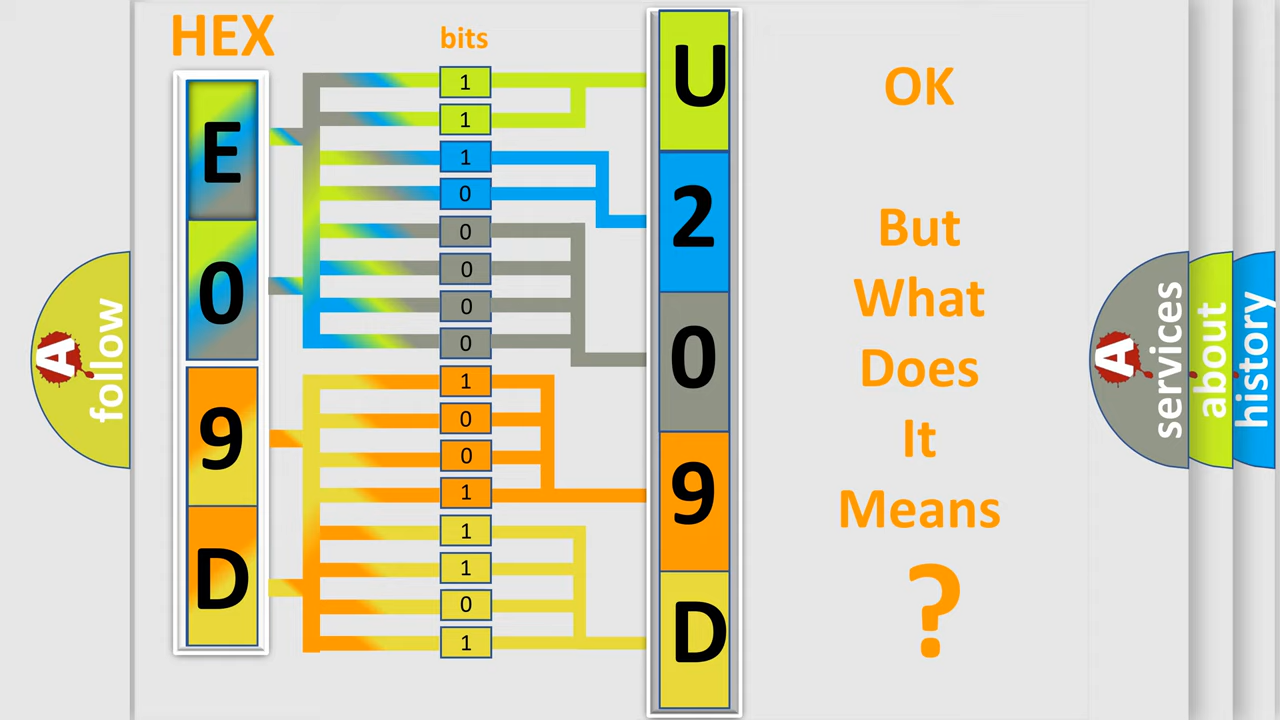 HEX
bits
E
0
9
D
1
1
1
0
0
0
0
0
1
0
0
1
1
1
0
1
U
2
0
9
D
OK
But
What
Does
It
Means
?
A
follow
A
services
about
history